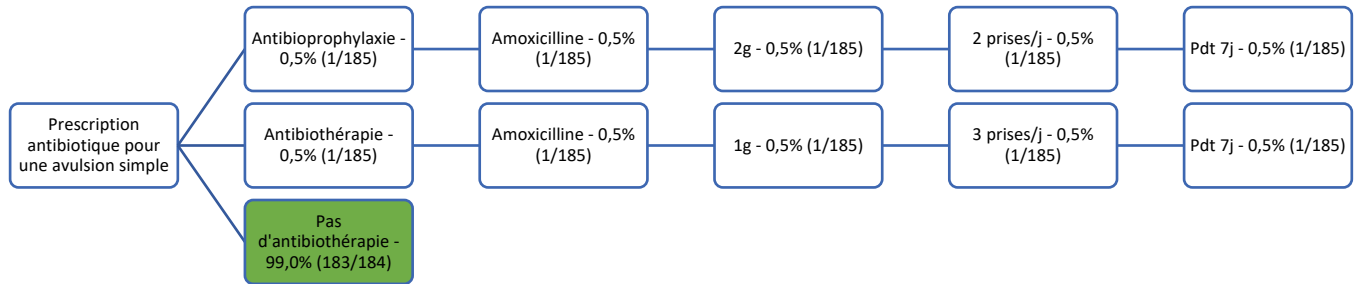 Prescription
antibiotique pour
une avulsion simple
Antibioprophylaxie -
0,5% (1/185)
Amoxicilline - 0,5%
(1/185)
2g - 0,5% (1/185)
2 prises/j - 0,5%
(1/185)
Pdt 7j - 0,5% (1/185)
Antibiothérapie -
0,5% (1/185)
Amoxicilline - 0,5%
(1/185)
1g - 0,5% (1/185)
3 prises/j - 0,5%
(1/185)
Pdt 7j - 0,5% (1/185)
Pas
d'antibiothérapie -
99,0% (183/184)